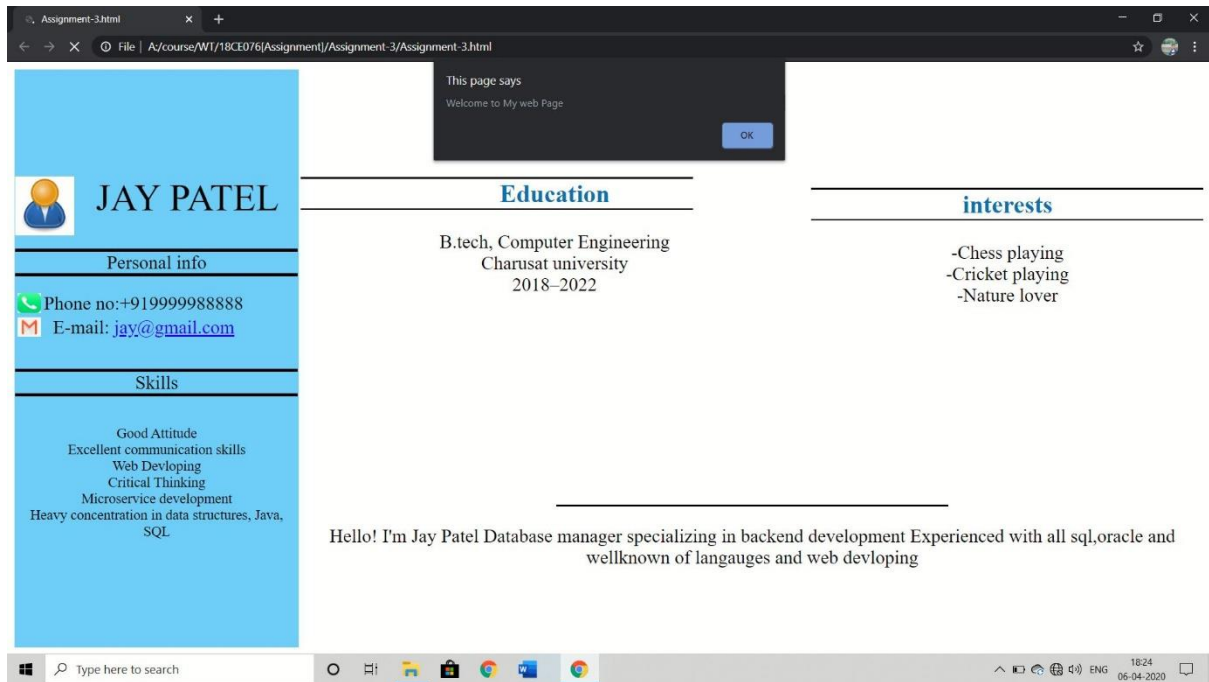 Assignment-3.html
File | A:/course/WT/18CE076[Assignment]/Assignment-3/Assignment-3.html
This page says
Welcome to My web Page
OK
JAY PATEL
Personal info
Phone no:+919999988888
E-mail: jay@gmail.com
Skills
Good Attitude
Excellent communication skills
Web Devloping
Critical Thinking
Microservice development
Heavy concentration in data structures, Java,
SQL
Education
B.tech, Computer Engineering
Charusat university
2018–2022
interests
-Chess playing
-Cricket playing
-Nature lover
Hello! I'm Jay Patel Database manager specializing in backend development Experienced with all sql,oracle and
wellknown of langauges and web devloping
Type here to search
ENG
18:24
06-04-2020